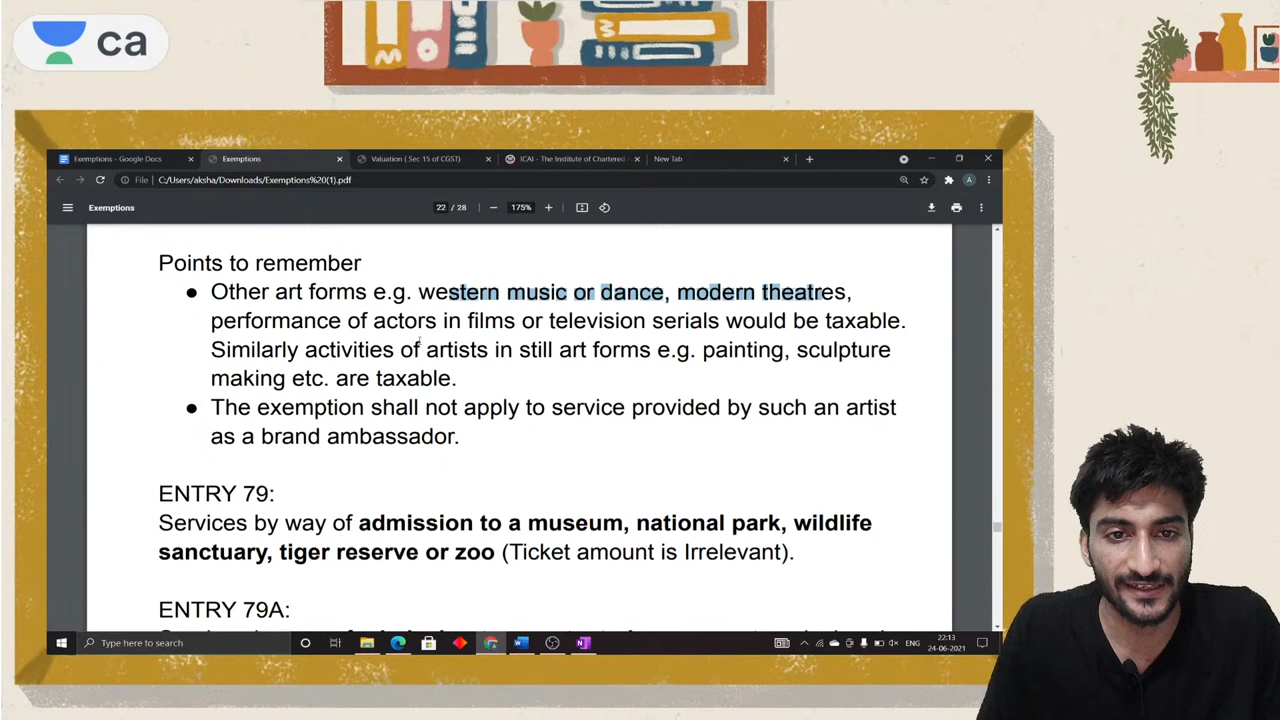 ca
Exemptions - Google Docs
Exemptions
Valuation ( Sec 15 of CGST)
ICAI - The Institute of Chartered
New Tab
A
File
C:/Users/aksha/Downloads/Exemptions%20(1).pdf
Exemptions
22 / 28
175%
Points to remember
● Other art forms e.g. western music or dance, modern theatres,
performance of actors in films or television serials would be taxable.
Similarly activities of artists in still art forms e.g. painting, sculpture
making etc. are taxable.
● The exemption shall not apply to service provided by such an artist
as a brand ambassador.
ENTRY 79:
Services by way of admission to a museum, national park, wildlife
sanctuary, tiger reserve or zoo (Ticket amount is Irrelevant).
ENTRY 79A:
Type here to search
ENG
22:13
24-06-2021